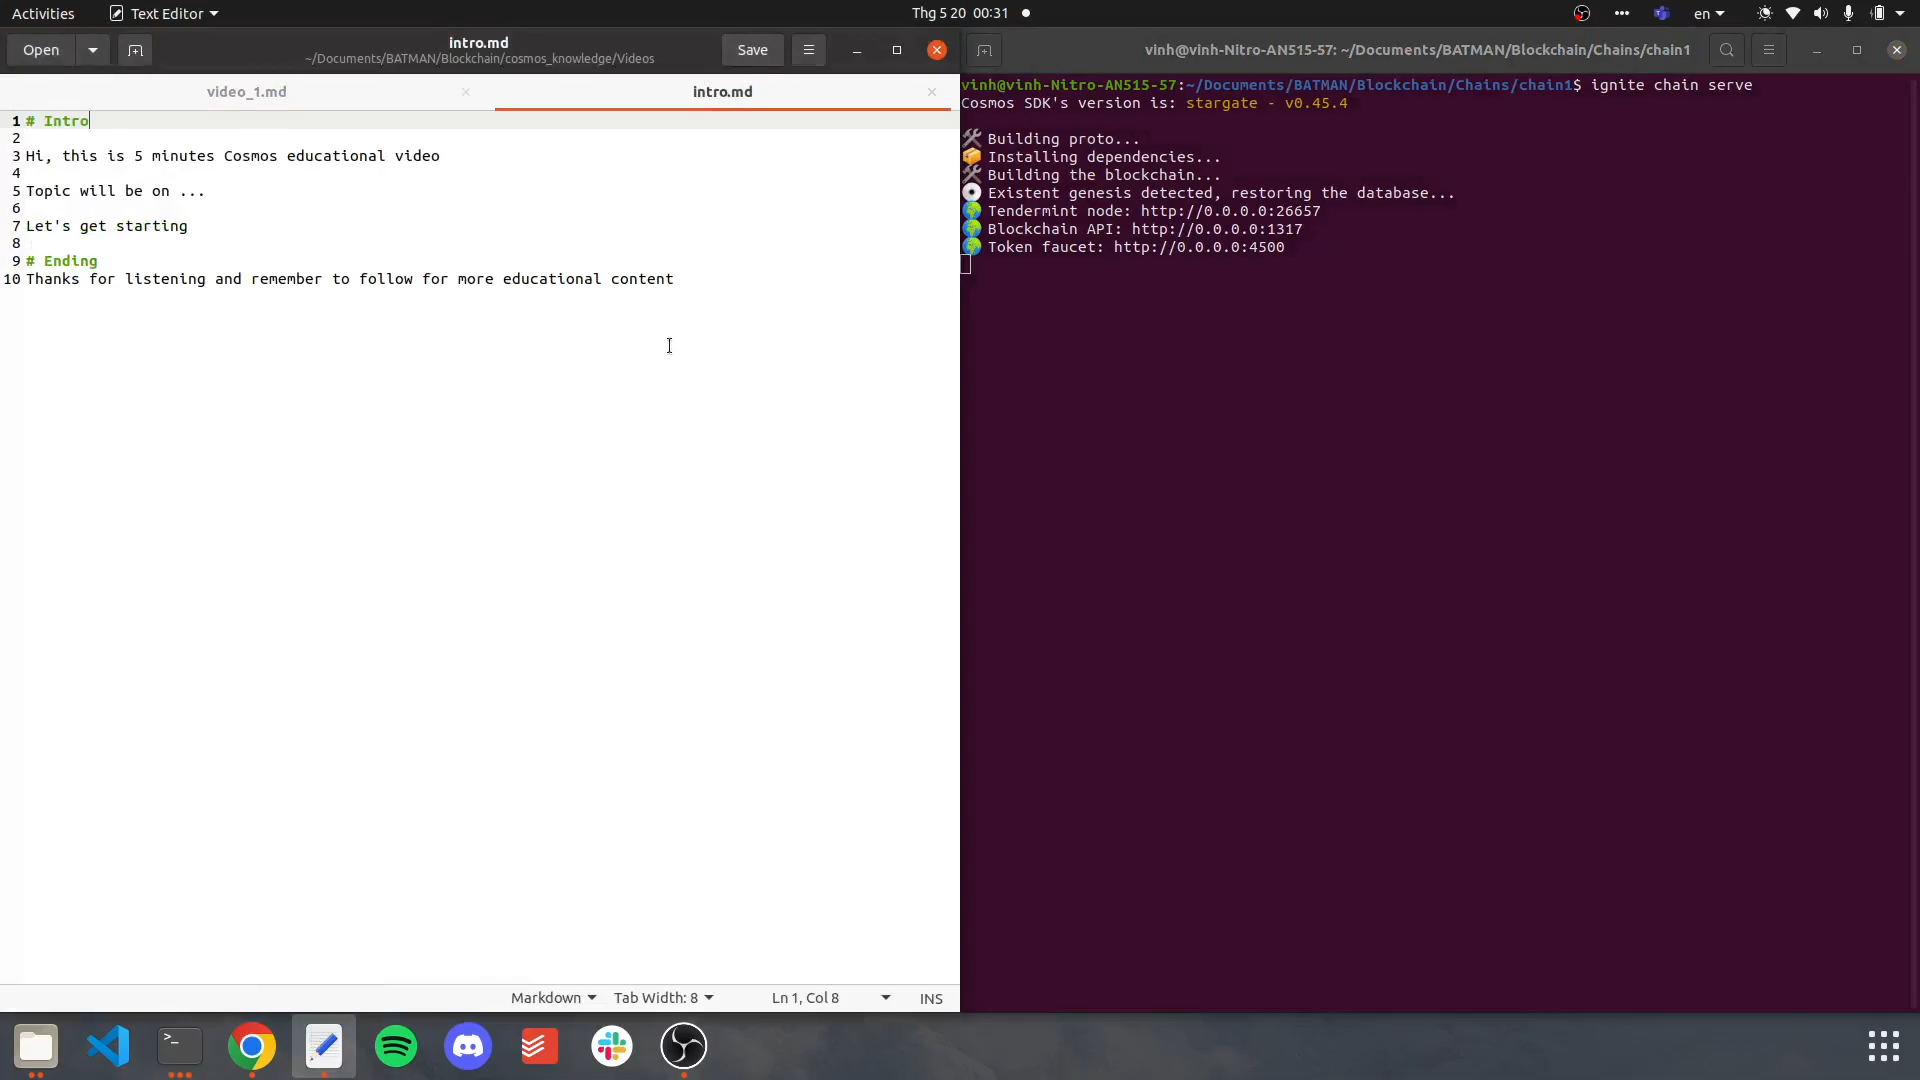 Activities
Text Editor
Thg 5 20 00:31
en
Open
intro.md
~/Documents/BATMAN/Blockchain/cosmos_knowledge/Videos
Save
vinh@vinh-Nitro-AN515-57: ~/Documents/BATMAN/Blockchain/Chains/chain1
video_1.md
intro.md
1 # Intro
2
3 Hi, this is 5 minutes Cosmos educational video
4
5 Topic will be on ...
6
7 Let's get starting
8
9 # Ending
10 Thanks for listening and remember to follow for more educational content
Markdown
Tab Width: 8
Ln 1, Col 8
INS
vinh@vinh-Nitro-AN515-57:~/Documents/BATMAN/Blockchain/Chains/chain1$ ignite chain serve
Cosmos SDK's version is: stargate - v0.45.4
Building proto...
Installing dependencies...
Building the blockchain...
Existent genesis detected, restoring the database...
Tendermint node: http://0.0.0.0:26657
Blockchain API: http://0.0.0.0:1317
Token faucet: http://0.0.0.0:4500